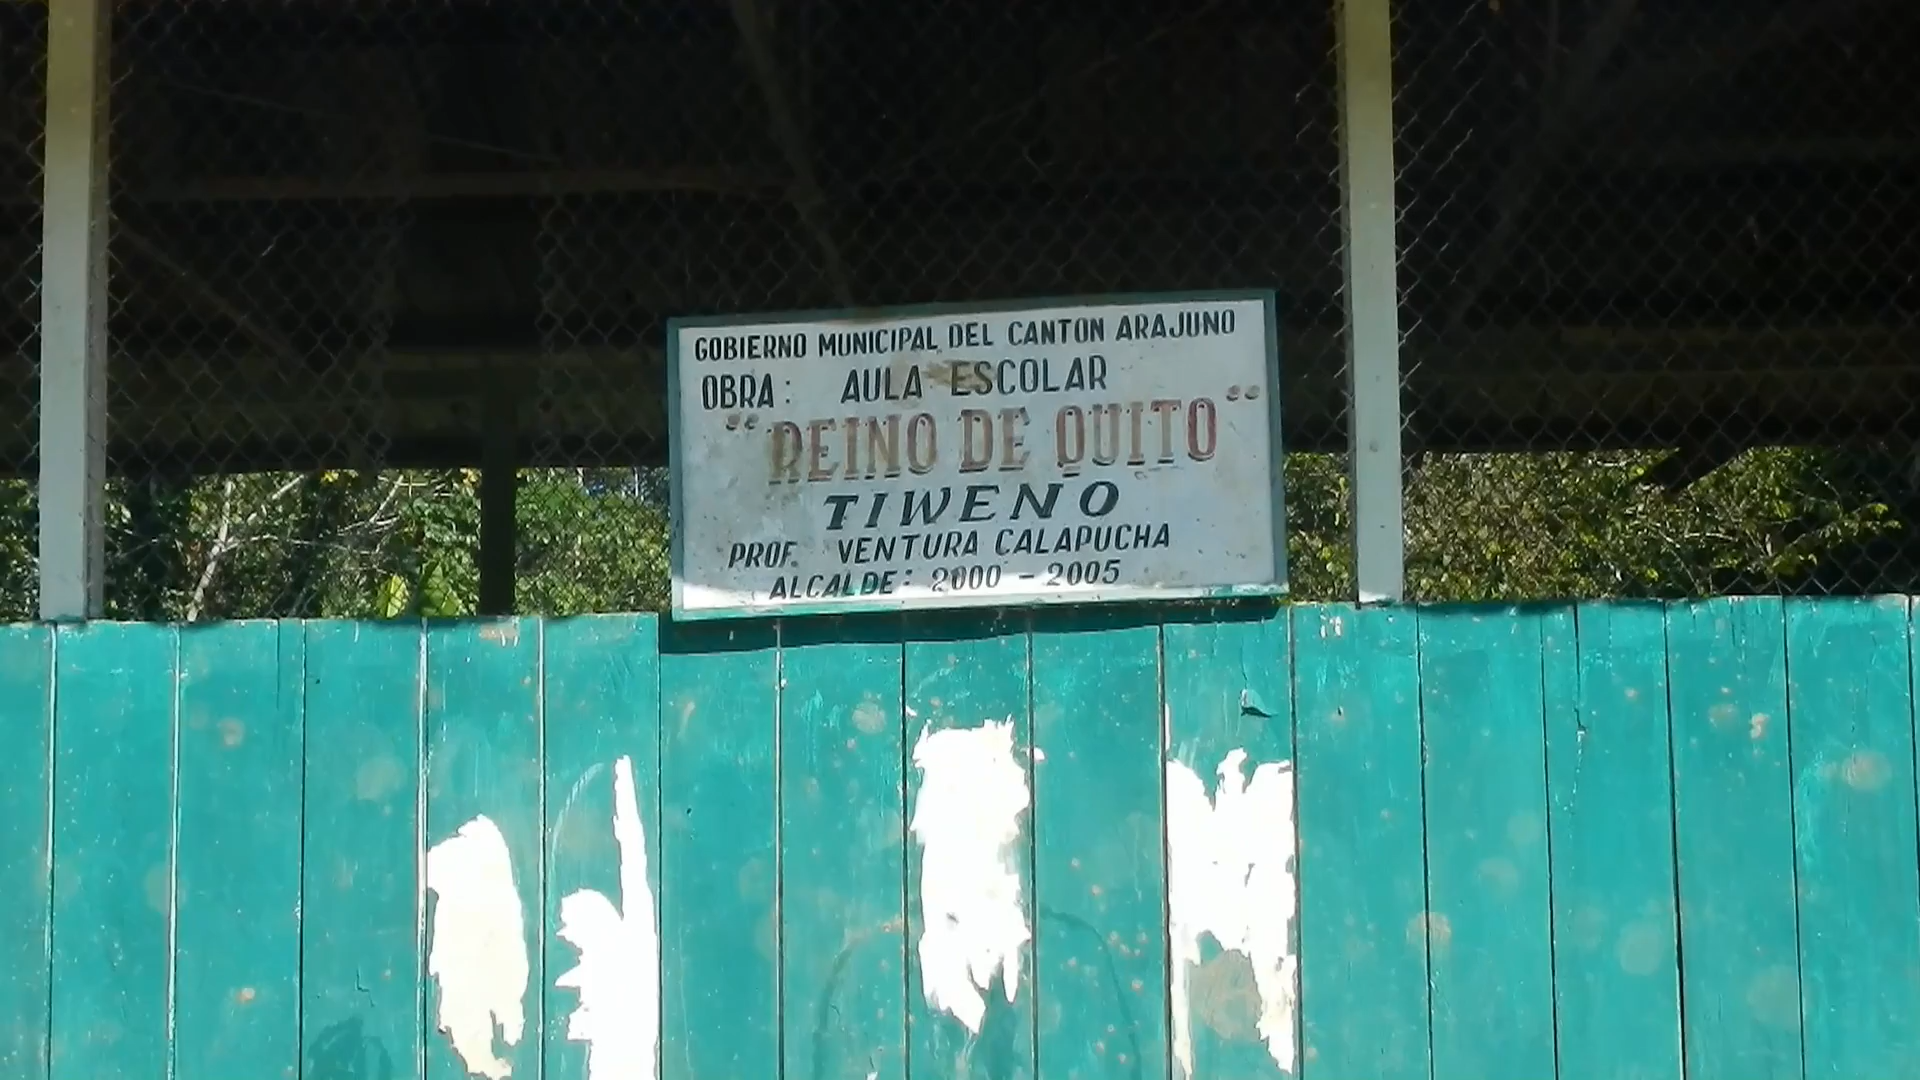 GOBIERNO MUNICIPAL DEL CANTON ARAJUNO
OBRA: AULA ESCOLAR
"REINO DE QUITO"
TIWENO
PROF. VENTURA CALAPUCHA
ALCALDE: 2000 - 2005